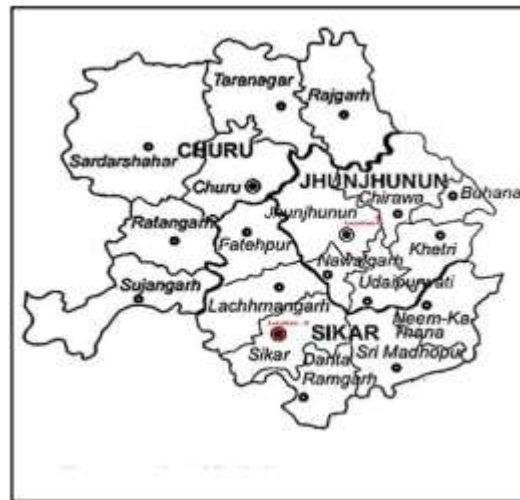 Taranagar
Rajgarh
CHURU
Sardarshahar
JHUNJHUNUN
Churu
Chirawa
Buhana
Jhunjhunun
Ratangarh
Fatehpur
Khetri
Nawalgarh
Sujangarh
Udaipurwati
Lachhmangarh
Neem-Ka
Thana
SIKAR
Sikar
Danta
Sri Madhopur
Ramgarh